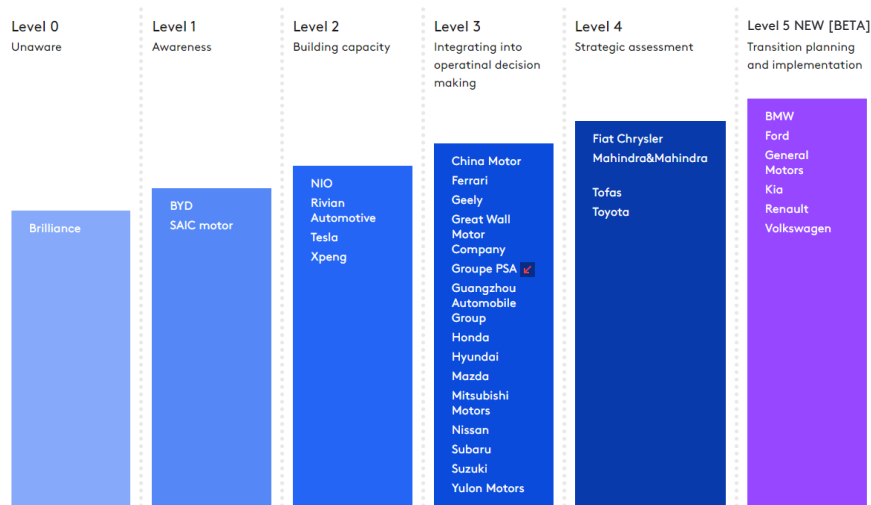 Level 0
Unaware
Brilliance
Level 1
Awareness
BYD
SAIC motor
Level 2
Building capacity
NIO
Rivian
Automotive
Tesla
Xpeng
Level 3
Integrating into
operatinal decision
making
China Motor
Ferrari
Geely
Great Wall
Motor
Company
Groupe PSA
Guangzhou
Automobile
Group
Honda
Hyundai
Mazda
Mitsubishi
Motors
Nissan
Subaru
Suzuki
Yulon Motors
Level 4
Strategic assessment
Fiat Chrysler
Mahindra&Mahindra
Tofas
Toyota
Level 5 NEW [BETA]
Transition planning
and implementation
BMW
Ford
General
Motors
Kia
Renault
Volkswagen